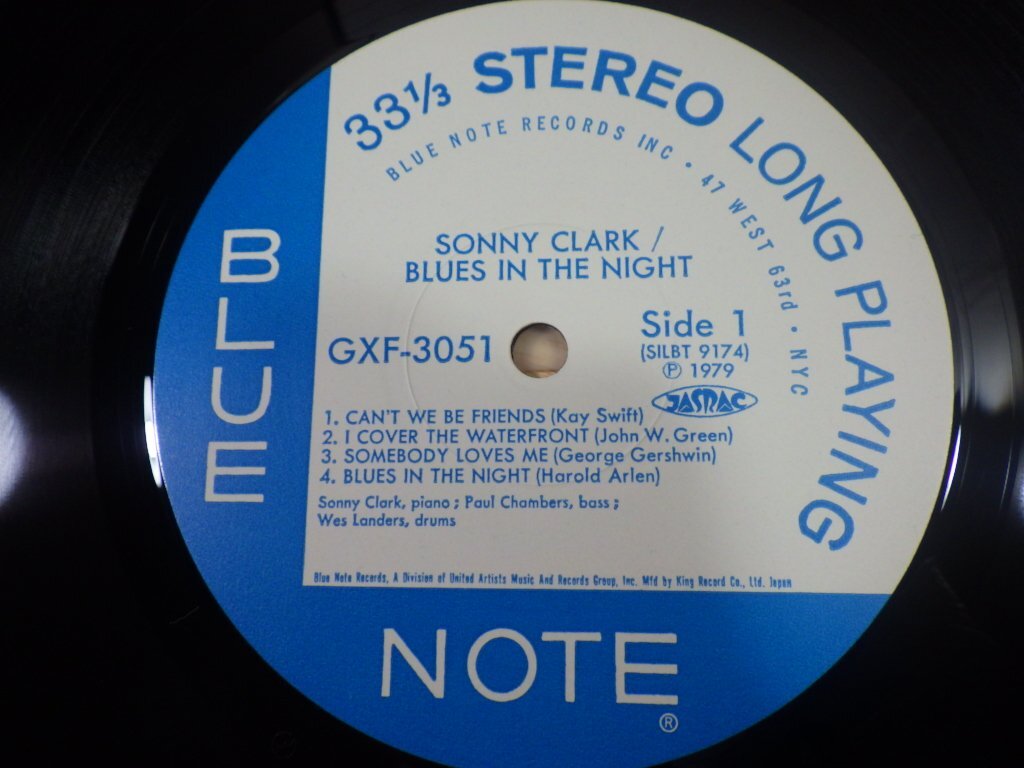 33⅓ STEREO LONG PLAYING
BLUE NOTE RECORDS INC • 47 WEST 63rd • NYC
SONNY CLARK /
BLUES IN THE NIGHT
GXF-3051
Side 1
(SILBT 9174)
℗ 1979
JASRAC
1. CAN'T WE BE FRIENDS (Kay Swift)
2. I COVER THE WATERFRONT (John W. Green)
3. SOMEBODY LOVES ME (George Gershwin)
4. BLUES IN THE NIGHT (Harold Arlen)
Sonny Clark, piano ; Paul Chambers, bass ;
Wes Landers, drums
Blue Note Records, A Division of United Artists Music And Records Group, Inc. Mfd by King Record Co., Ltd. Japan
BLUE
NOTE
®